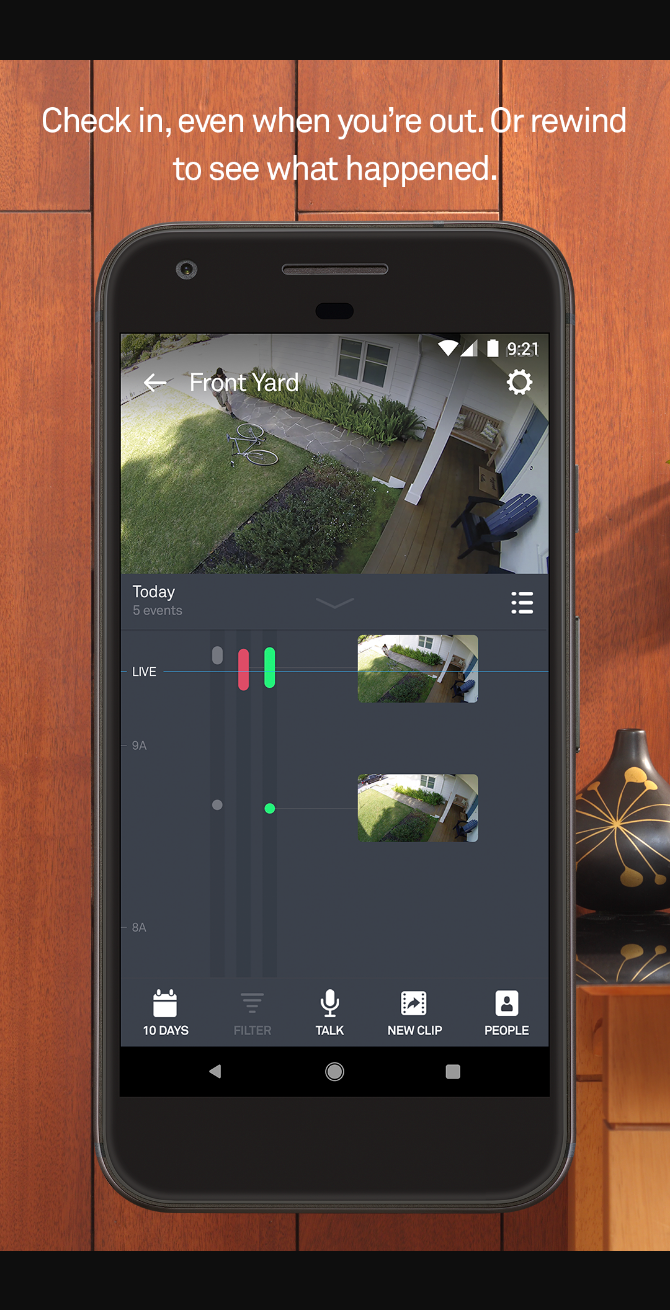 Check in, even when you're out. Or rewind
to see what happened.
9:21
Front Yard
Today
5 events
LIVE
9A
8A
10 DAYS
FILTER
TALK
NEW CLIP
PEOPLE